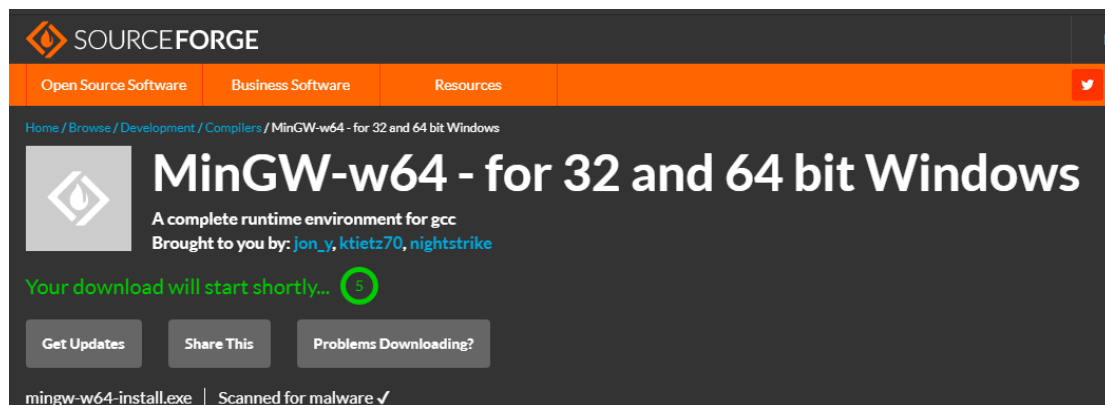 SOURCEFORGE
Open Source Software Business Software Resources
Home / Browse / Development / Compilers / MinGW-w64 - for 32 and 64 bit Windows
MinGW-w64 - for 32 and 64 bit Windows
A complete runtime environment for gcc
Brought to you by: jon_y, ktietz70, nightstrike
Your download will start shortly... 5
Get Updates Share This Problems Downloading?
mingw-w64-install.exe | Scanned for malware ✓